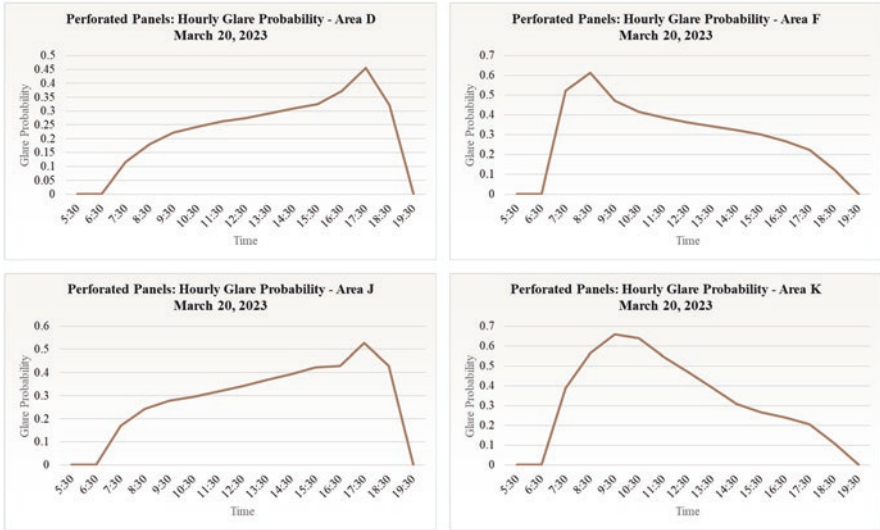 Perforated Panels: Hourly Glare Probability - Area D
March 20, 2023
Glare Probability
0.5
0.45
0.4
0.35
0.3
0.25
0.2
0.15
0.1
0.05
0
5:30 6:30 7:30 8:30 9:30 10:30 11:30 12:30 13:30 14:30 15:30 16:30 17:30 18:30 19:30
Time
Perforated Panels: Hourly Glare Probability - Area F
March 20, 2023
Glare Probability
0.7
0.6
0.5
0.4
0.3
0.2
0.1
0
5:30 6:30 7:30 8:30 9:30 10:30 11:30 12:30 13:30 14:30 15:30 16:30 17:30 18:30 19:30
Time
Perforated Panels: Hourly Glare Probability - Area J
March 20, 2023
Glare Probability
0.6
0.5
0.4
0.3
0.2
0.1
0
5:30 6:30 7:30 8:30 9:30 10:30 11:30 12:30 13:30 14:30 15:30 16:30 17:30 18:30 19:30
Time
Perforated Panels: Hourly Glare Probability - Area K
March 20, 2023
Glare Probability
0.7
0.6
0.5
0.4
0.3
0.2
0.1
0
5:30 6:30 7:30 8:30 9:30 10:30 11:30 12:30 13:30 14:30 15:30 16:30 17:30 18:30 19:30
Time